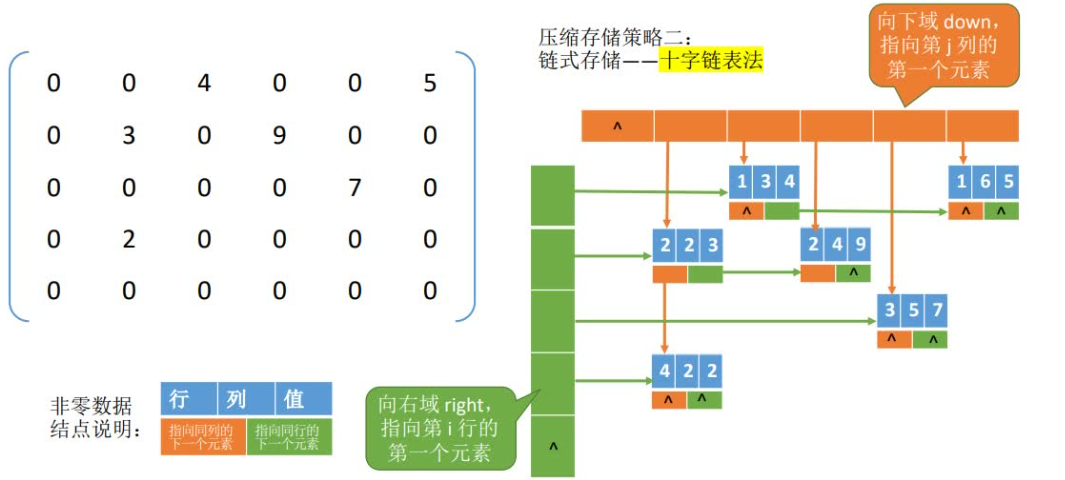 0 0 4 0 0 5
0 3 0 9 0 0
0 0 0 0 7 0
0 2 0 0 0 0
0 0 0 0 0 0
非零数据
结点说明：
行 列 值
指向同列的
下一个元素
指向同行的
下一个元素
压缩存储策略二：
链式存储——十字链表法
向下域 down，
指向第 j 列的
第一个元素
^
1 3 4
^
1 6 5
^ ^
2 2 3
2 4 9
^
3 5 7
^ ^
4 2 2
^ ^
向右域 right，
指向第 i 行的
第一个元素
^